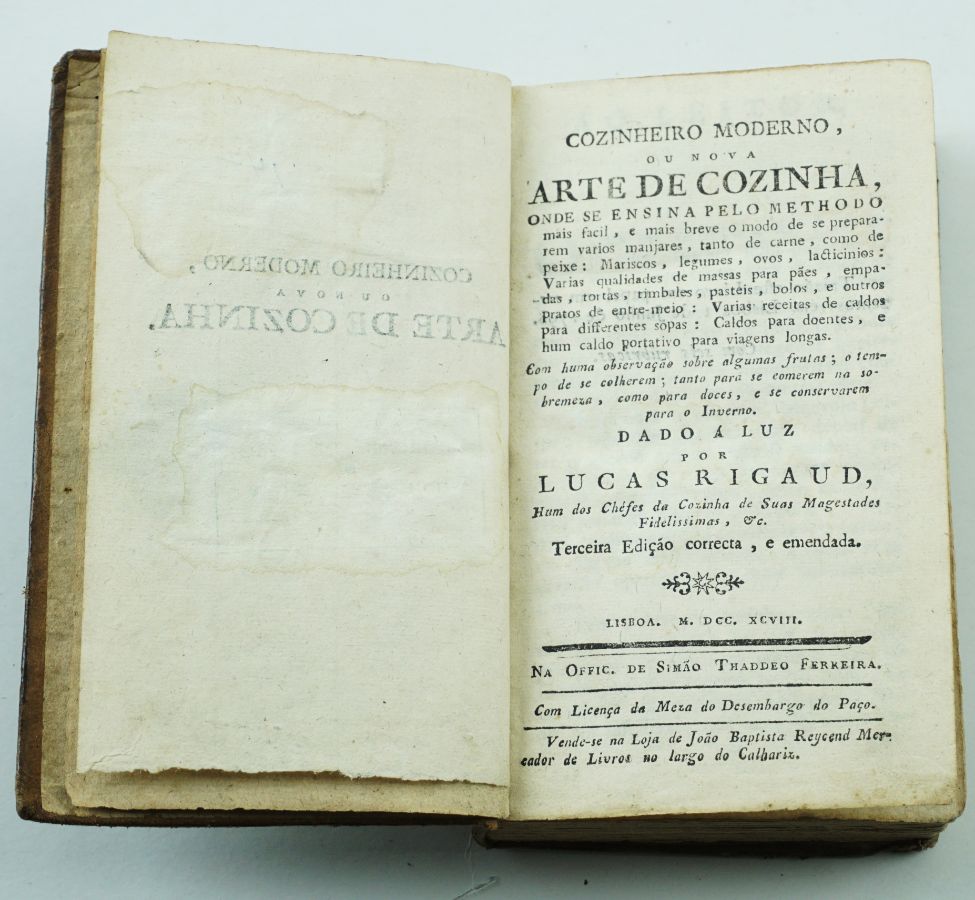 COZINHEIRO MODERNO,
OU NOVA
ARTE DE COZINHA,
ONDE SE ENSINA PELO METHODO
mais facil, e mais breve o modo de se prepara-
rem varios manjares, tanto de carne, como de
peixe: Mariscos, legumes, ovos, lacticinios:
Varias qualidades de massas para pães, empa-
das, tortas, timbales, pasteis, bolos, e outros
pratos de entre-meio: Varias receitas de caldos
para differentes sopas: Caldos para doentes, e
hum caldo portativo para viagens longas.
Com huma observação sobre algumas frutas; o tem-
po de se colherem; tanto para se comerem na so-
bremeza, como para doces, e se conservarem
para o Inverno.
DADO Á LUZ
POR
LUCAS RIGAUD,
Hum dos Chéfes da Cozinha de Suas Magestades
Fidelissimas, &c.
Terceira Edição correcta, e emendada.
LISBOA. M. DCC. XCVIII.
NA OFFIC. DE SIMÃO THADDEO FERREIRA.
Com Licença da Meza do Desembargo do Paço.
Vende-se na Loja de João Baptista Reycend Mer-
cador de Livros no largo do Calhariz.